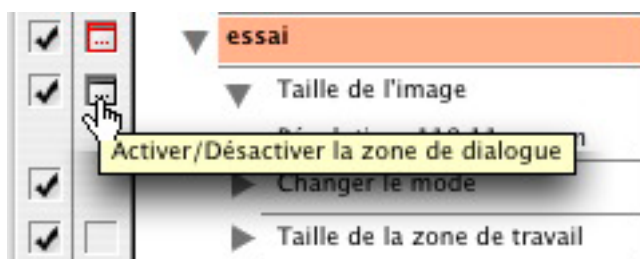 essai
Taille de l'image
Activer/Désactiver la zone de dialogue
Changer le mode
Taille de la zone de travail